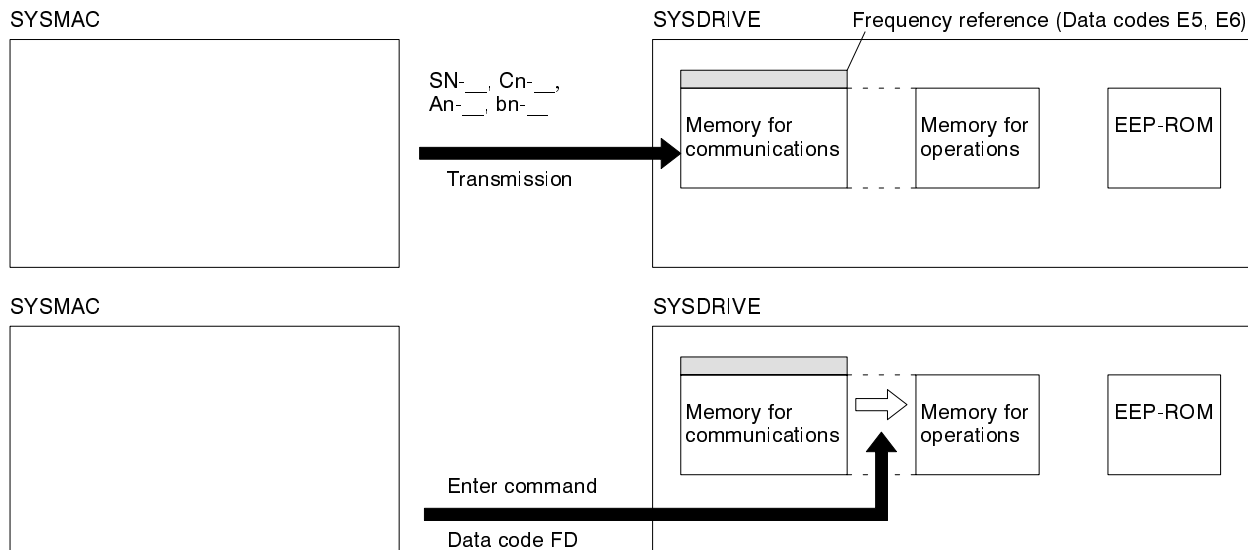 SYSMAC
SYSDRIVE
Frequency reference (Data codes E5, E6)
SN-__, Cn-__,
An-__, bn-__
Transmission
Memory for
communications
Memory for
operations
EEP-ROM
SYSMAC
SYSDRIVE
Memory for
communications
Memory for
operations
EEP-ROM
Enter command
Data code FD